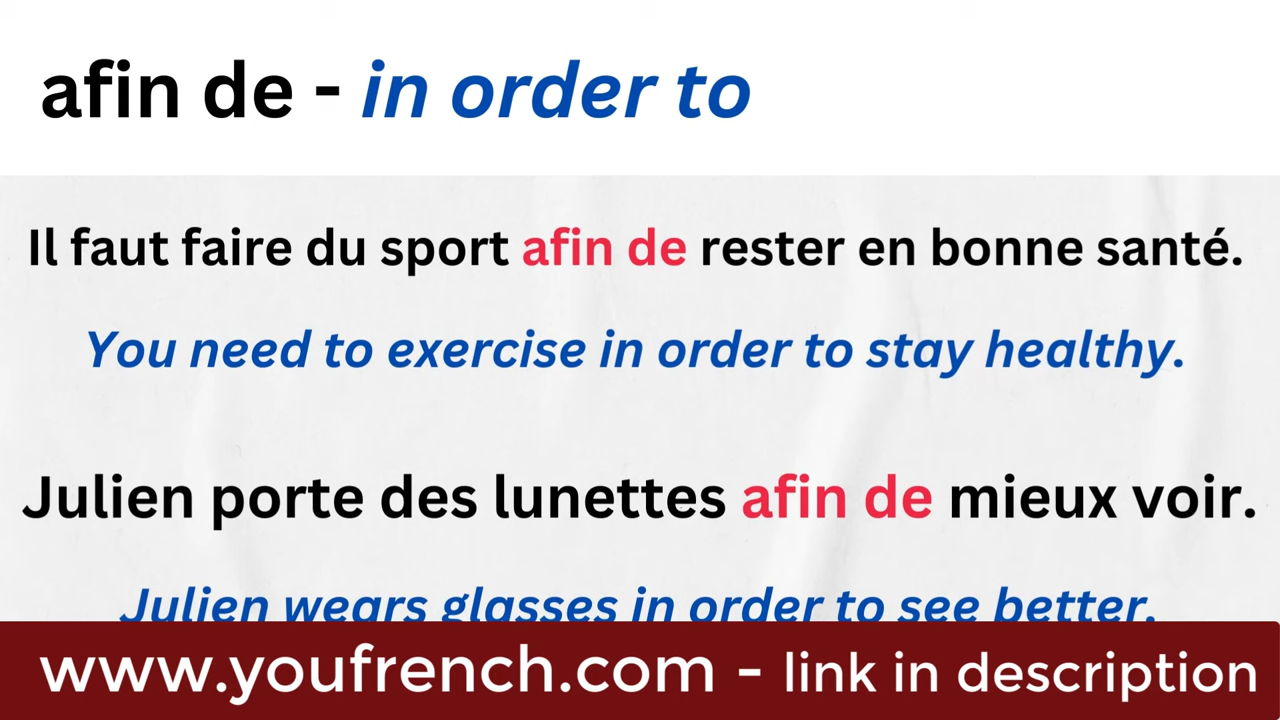 afin de - in order to
Il faut faire du sport afin de rester en bonne santé.
You need to exercise in order to stay healthy.
Julien porte des lunettes afin de mieux voir.
Julien wears glasses in order to see better.
www.youfrench.com - link in description